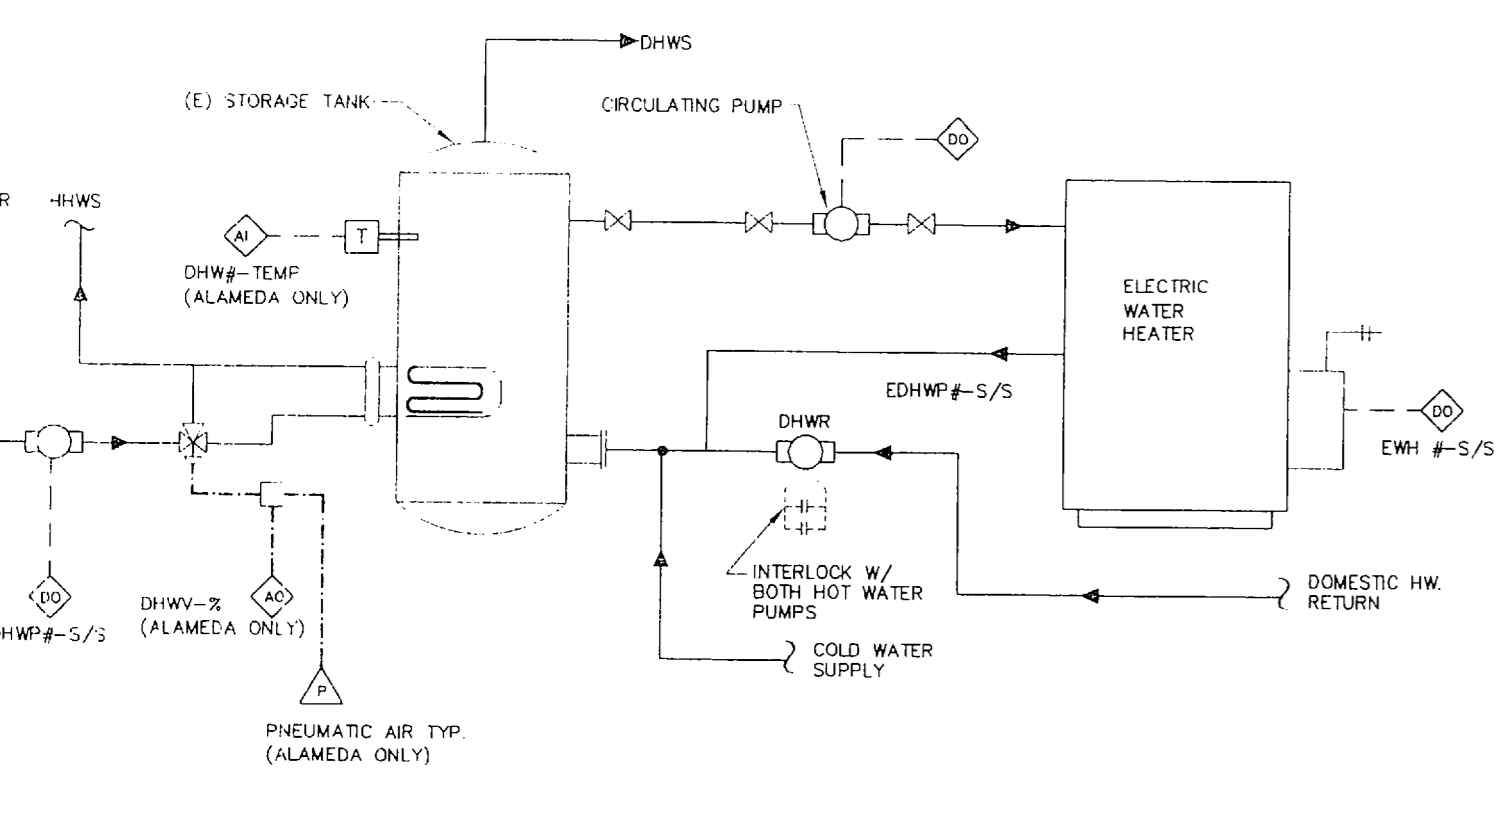 DHWS
(E) STORAGE TANK
CIRCULATING PUMP
DO
R
HHWS
AI
T
DHW#-TEMP
(ALAMEDA ONLY)
ELECTRIC
WATER
HEATER
EDHWP#-S/S
DO
EWH #-S/S
DHWR
INTERLOCK W/
BOTH HOT WATER
PUMPS
DOMESTIC HW.
RETURN
DO
HWP#-S/S
DHWV-%
(ALAMEDA ONLY)
AO
COLD WATER
SUPPLY
P
PNEUMATIC AIR TYP.
(ALAMEDA ONLY)